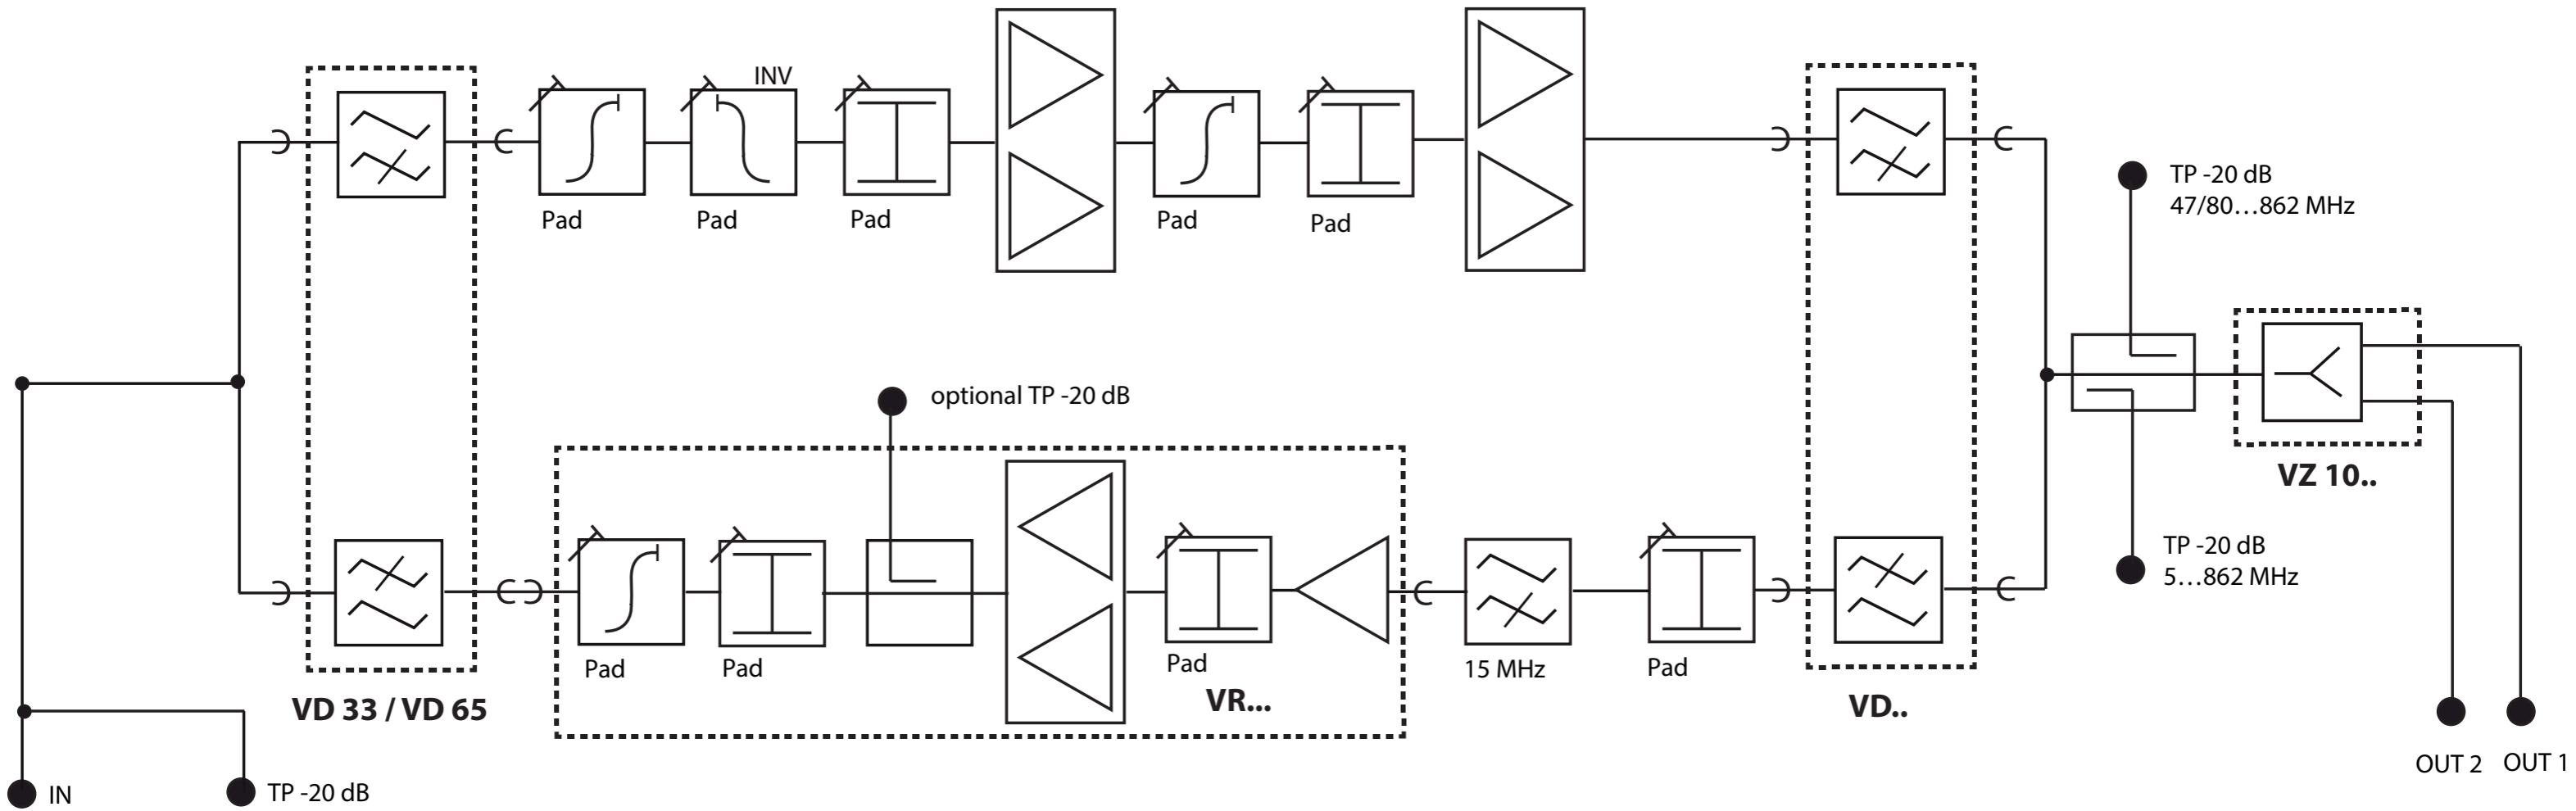 INV
Pad
Pad
Pad
Pad
Pad
TP -20 dB
47/80...862 MHz
optional TP -20 dB
VZ 10..
TP -20 dB
5...862 MHz
Pad
Pad
Pad
15 MHz
Pad
VR...
VD 33 / VD 65
VD..
OUT 2
OUT 1
IN
TP -20 dB